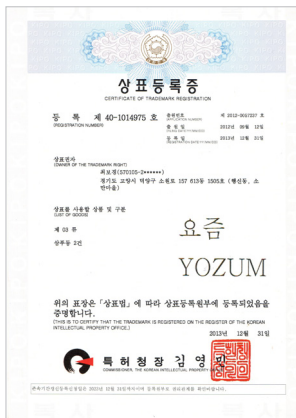 상표등록증
CERTIFICATE OF TRADEMARK REGISTRATION
등 록 제 40-1014975 호
(REGISTRATION NUMBER)
출원번호
(APPLICATION NUMBER)
제 2012-0057327 호
출 원 일
2012년 09월 12일
등 록 일
2013년 12월 31일
상표권자
(OWNER OF THE TRADEMARK RIGHT)
최보경(570105-2******)
경기도 고양시 덕양구 소원로 157 613동 1505호 (행신동, 소
만마을)
상표를 사용할 상품 및 구분
(LIST OF GOODS)
제 03 류
샴푸등 2건
요즘
YOZUM
위의 표장은 「상표법」에 따라 상표등록원부에 등록되었음을
증명합니다.
(THIS IS TO CERTIFY THAT THE TRADEMARK IS REGISTERED ON THE REGISTER OF THE KOREAN
INTELLECTUAL PROPERTY OFFICE.)
2013년 12월 31일
특허청장 김영민
COMMISSIONER, THE KOREAN INTELLECTUAL PROPERTY